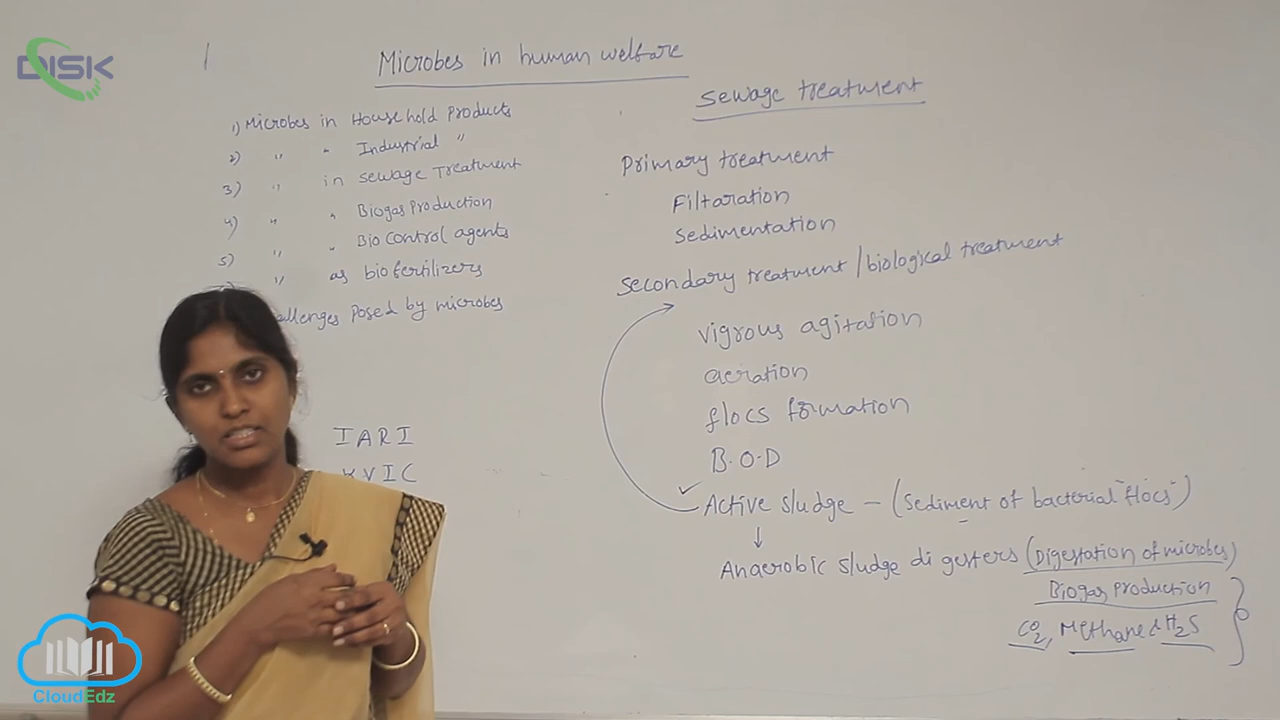 DISK
Microbes in human welfare
1) Microbes in Household Products
2) " " Industrial "
3) " in Sewage Treatment
4) " " Biogas Production
5) " " Bio Control agents
" as biofertilizers
allenges Posed by microbes
IARI
KVIC
Sewage treatment
Primary treatment
Filtaration
Sedimentation
Secondary treatment / biological treatment
vigrous agitation
aeration
flocs formation
B.O.D
✓ Active sludge – (Sediment of bacterial "flocs")
↓
Anaerobic sludge digesters (Digestation of microbes)
Biogas production
CO2, Methane & H2S
CloudEdz